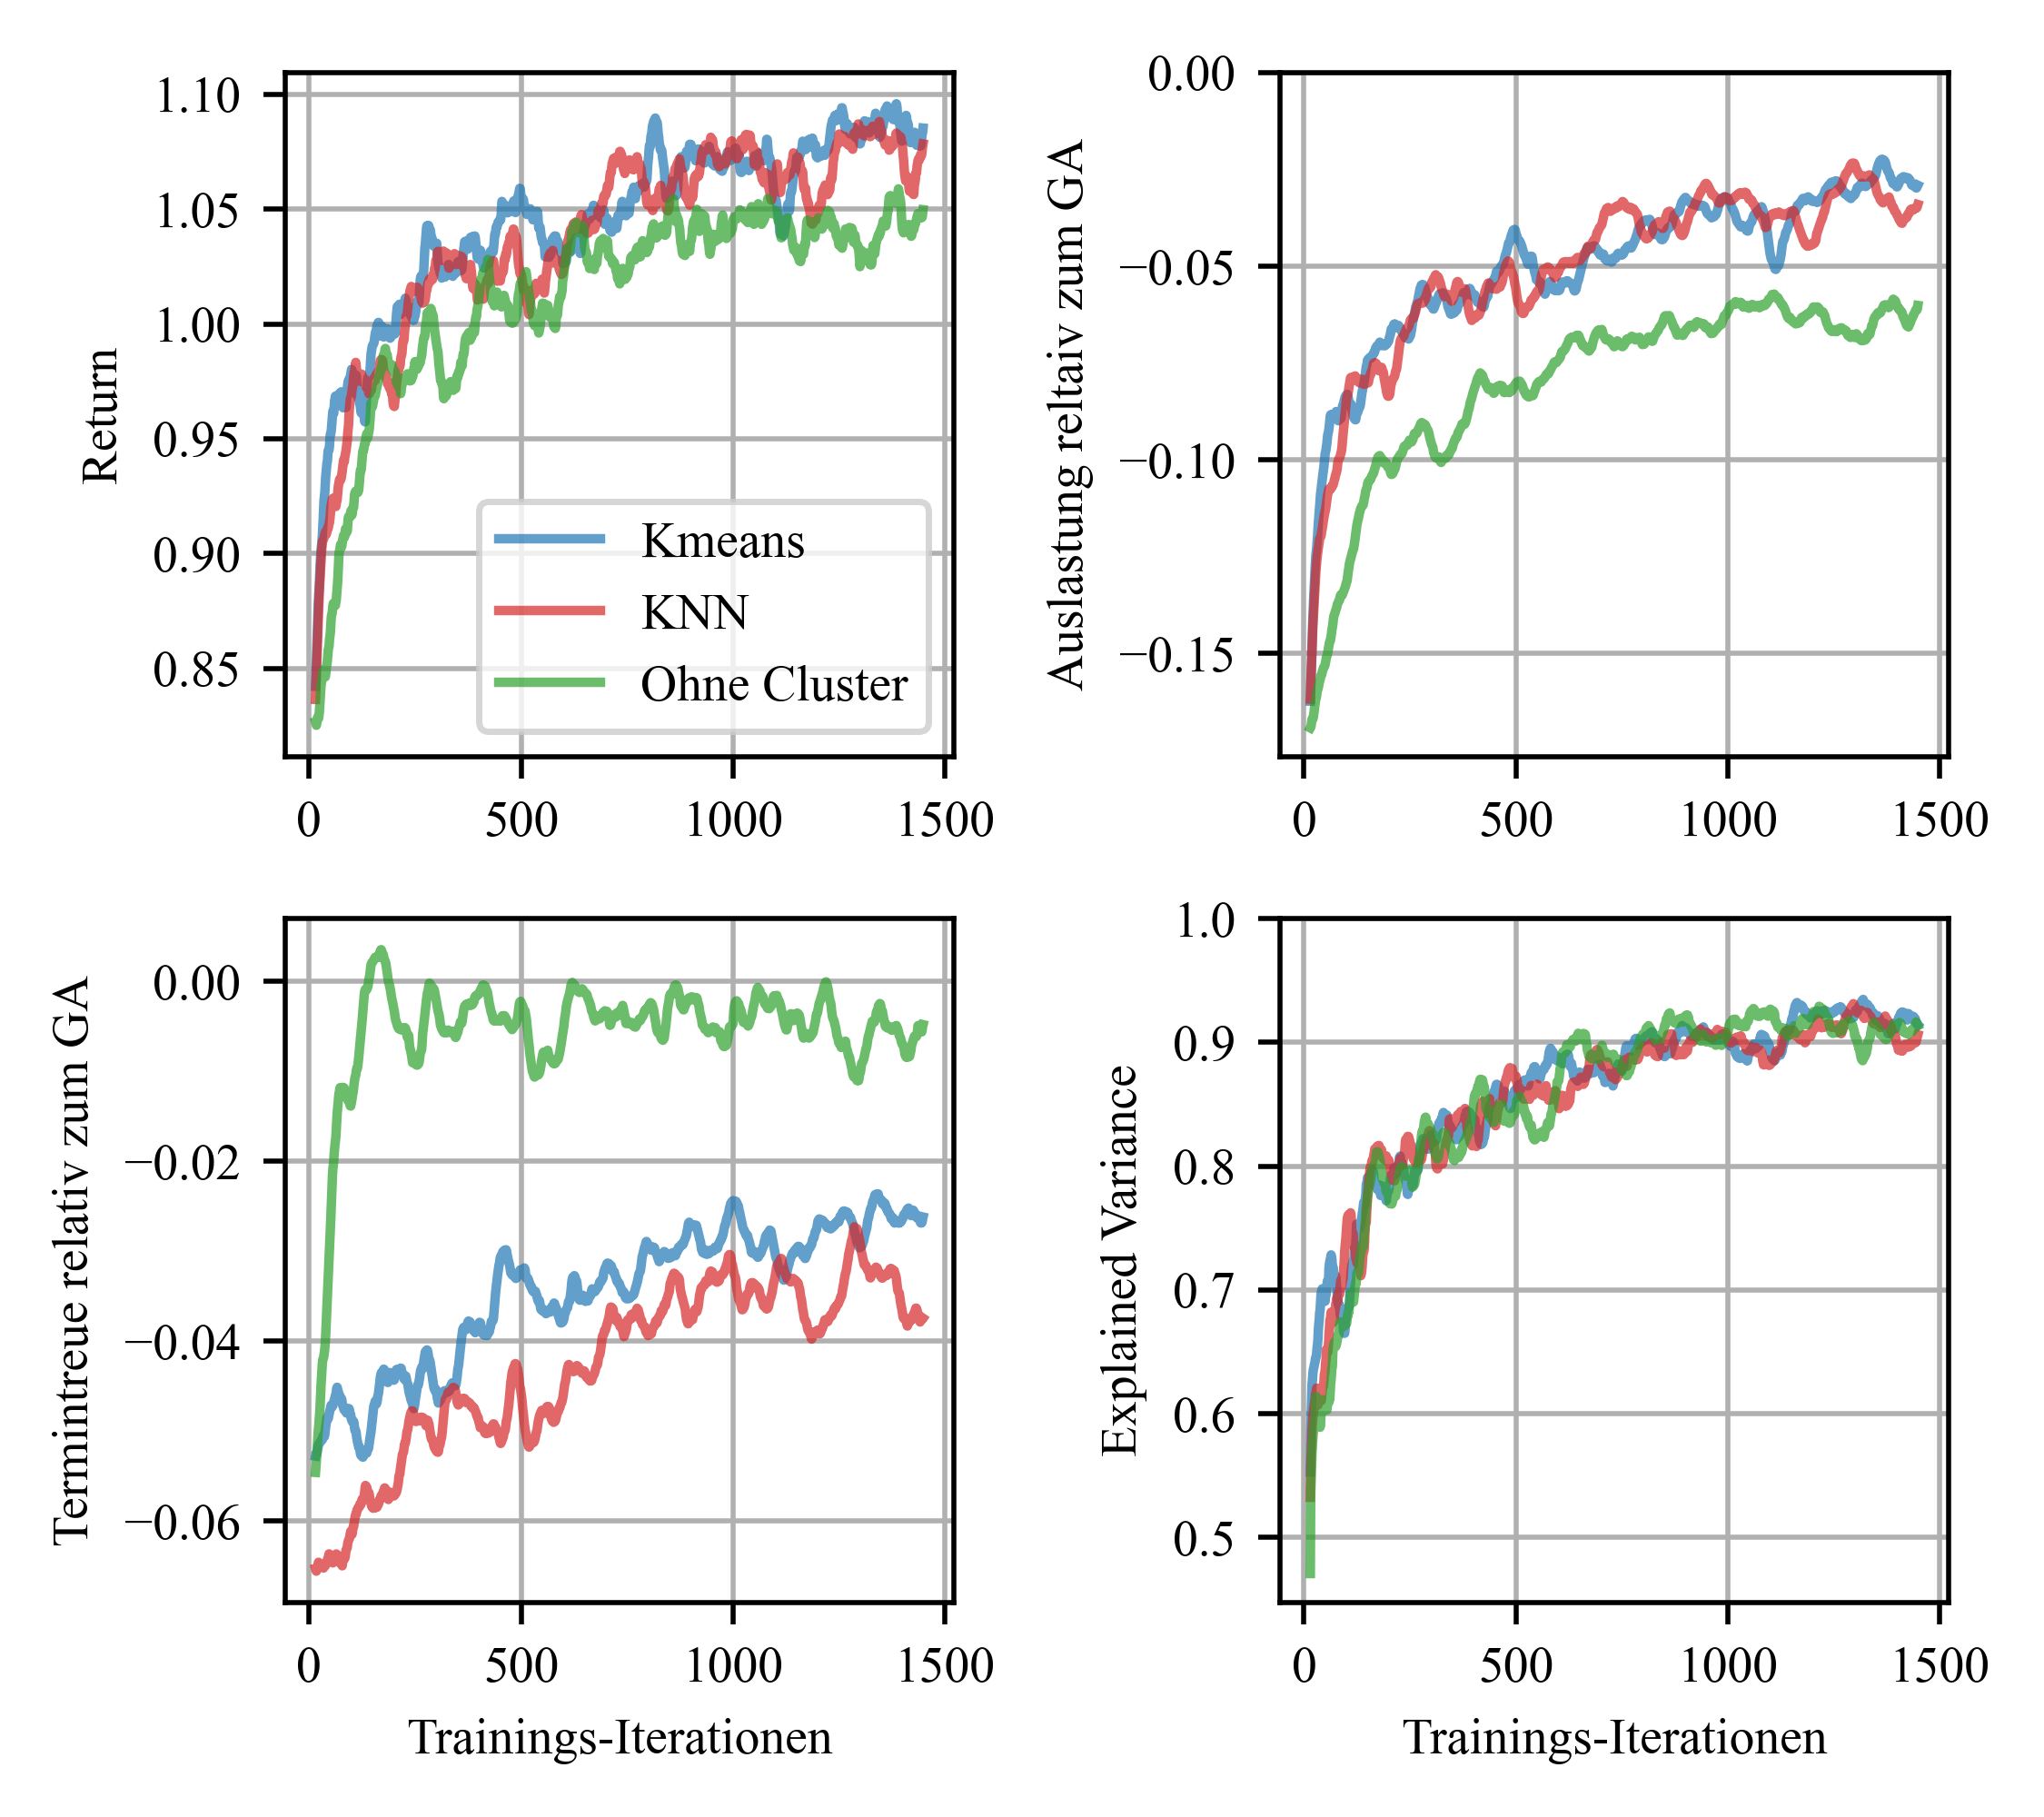 1.10
1.05
1.00
0.95
0.90
0.85
Return
Kmeans
KNN
Ohne Cluster
0 500 1000 1500
0.00
−0.05
−0.10
−0.15
Auslastung reltaiv zum GA
0 500 1000 1500
0.00
−0.02
−0.04
−0.06
Termintreue relativ zum GA
0 500 1000 1500
Trainings-Iterationen
1.0
0.9
0.8
0.7
0.6
0.5
Explained Variance
0 500 1000 1500
Trainings-Iterationen